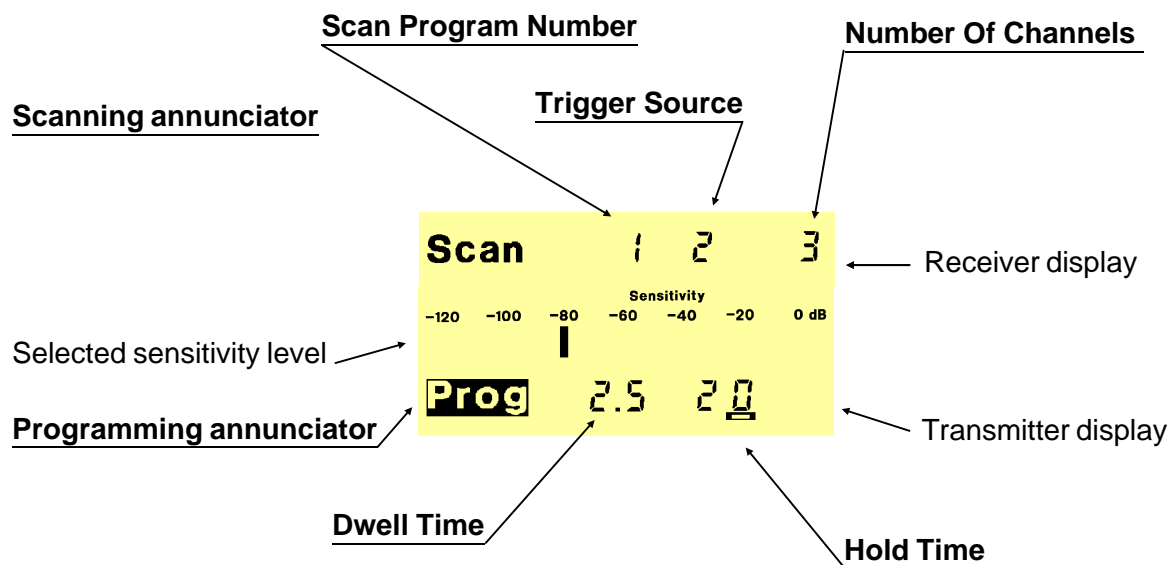 Scan Program Number
Number Of Channels
Trigger Source
Scanning annunciator
Scan 1 2 3
Receiver display
Sensitivity
-120 -100 -80 -60 -40 -20 0 dB
Selected sensitivity level
Prog 2.5 20
Programming annunciator
Transmitter display
Dwell Time
Hold Time